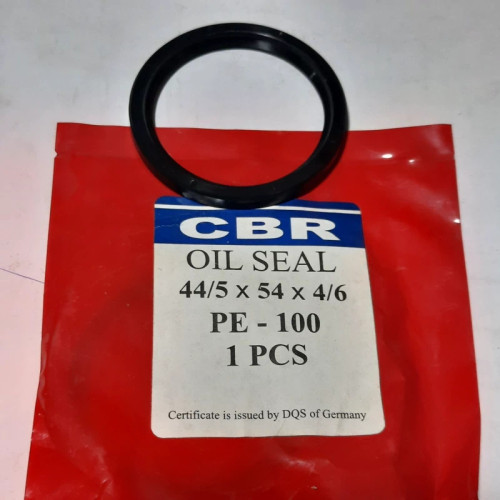 CBR
OIL SEAL
44/5 x 54 x 4/6
PE - 100
1 PCS
Certificate is issued by DQS of Germany